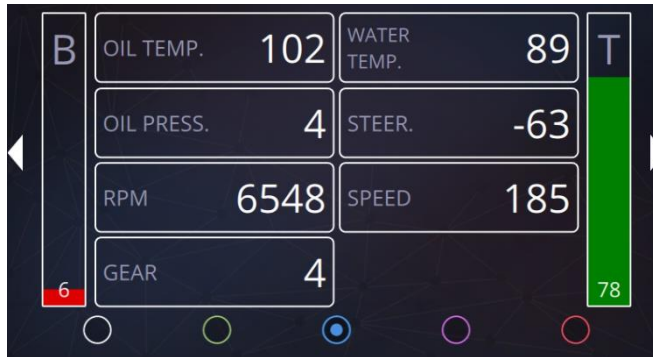 B
OIL TEMP. 102
WATER
TEMP. 89
T
OIL PRESS. 4
STEER. -63
RPM 6548
SPEED 185
GEAR 4
6
78